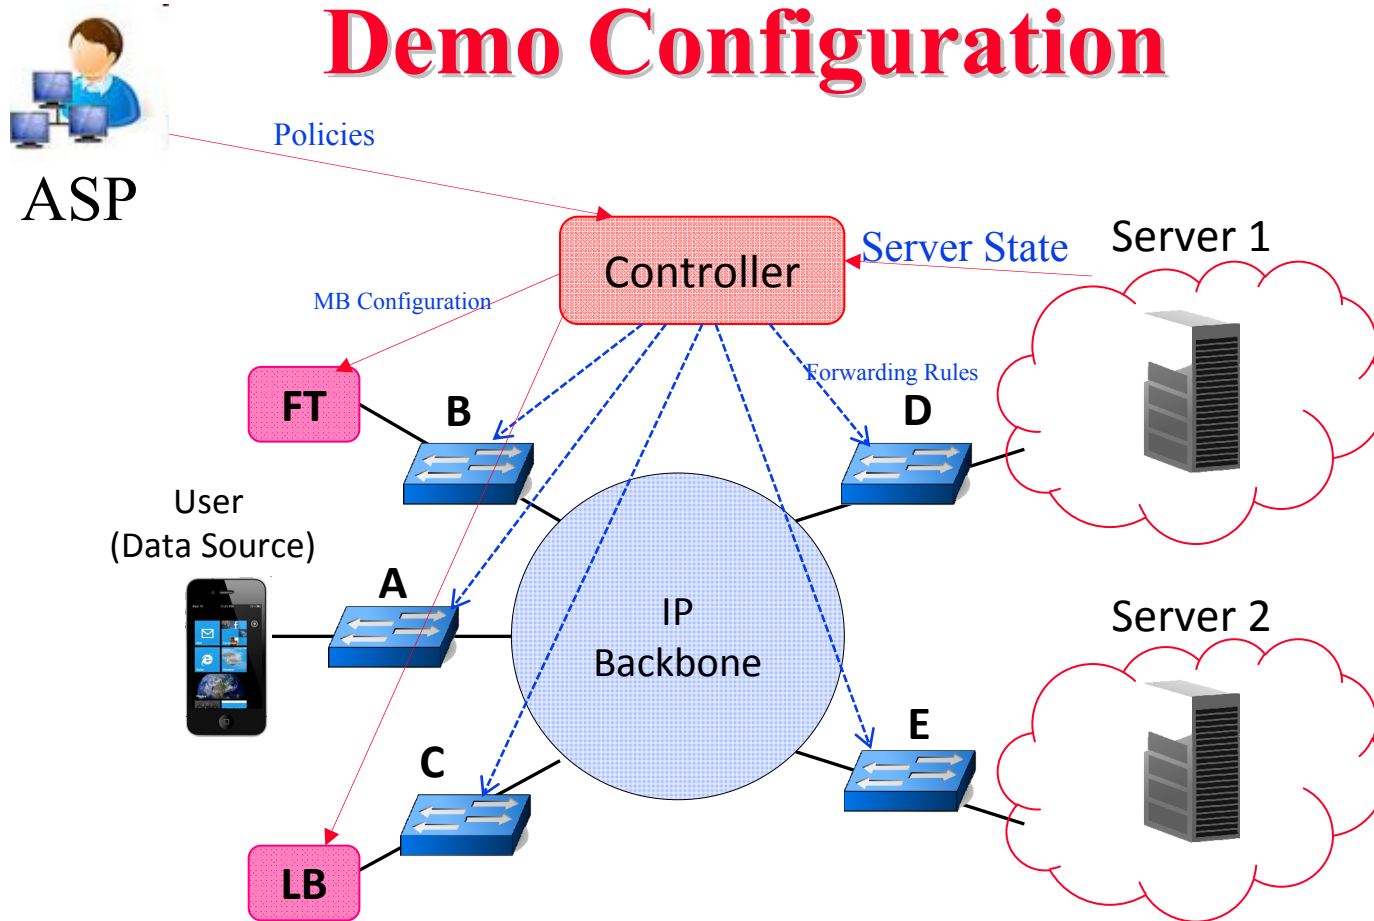 Demo Configuration
Policies
ASP
Server 1
Server State
Controller
MB Configuration
Forwarding Rules
FT
B
D
User
(Data Source)
A
IP
Backbone
Server 2
E
C
LB